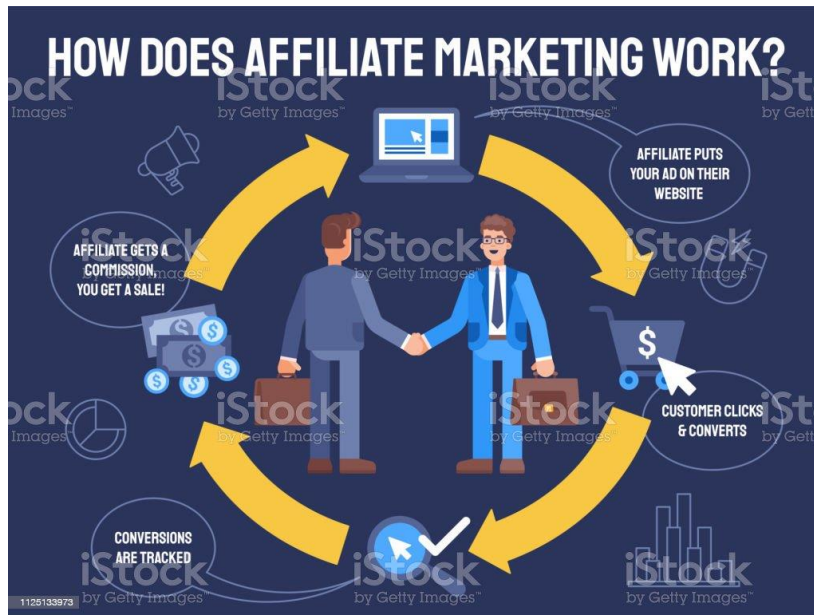 HOW DOES AFFILIATE MARKETING WORK?
AFFILIATE PUTS
YOUR AD ON THEIR
WEBSITE
AFFILIATE GETS A
COMMISSION,
YOU GET A SALE!
$
CUSTOMER CLICKS
& CONVERTS
CONVERSIONS
ARE TRACKED
iStock
by Getty Images™
1125133973